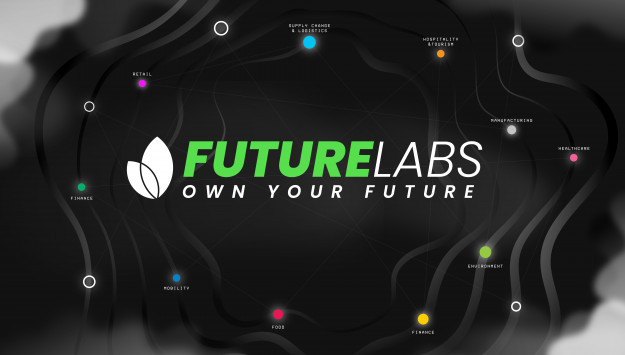 SUPPLY CHANGE
& LOGISTICS
HOSPITALITY
&TOURISM
RETAIL
MANUFACTURING
HEALTHCARE
FUTURELABS
OWN YOUR FUTURE
FINANCE
ENVIRONMENT
MOBILITY
FOOD
FINANCE